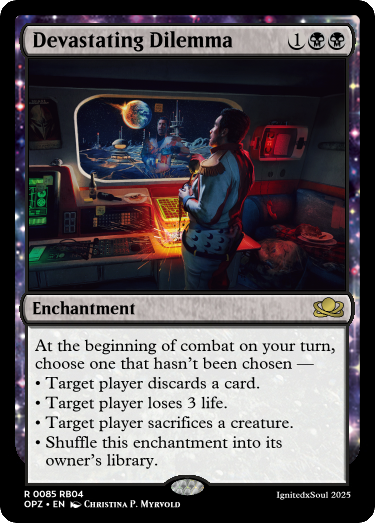 Devastating Dilemma 1
Enchantment
At the beginning of combat on your turn,
choose one that hasn't been chosen —
• Target player discards a card.
• Target player loses 3 life.
• Target player sacrifices a creature.
• Shuffle this enchantment into its
owner's library.
R 0085 RB04
OPZ • EN Christina P. Myrvold
IgnitedxSoul 2025